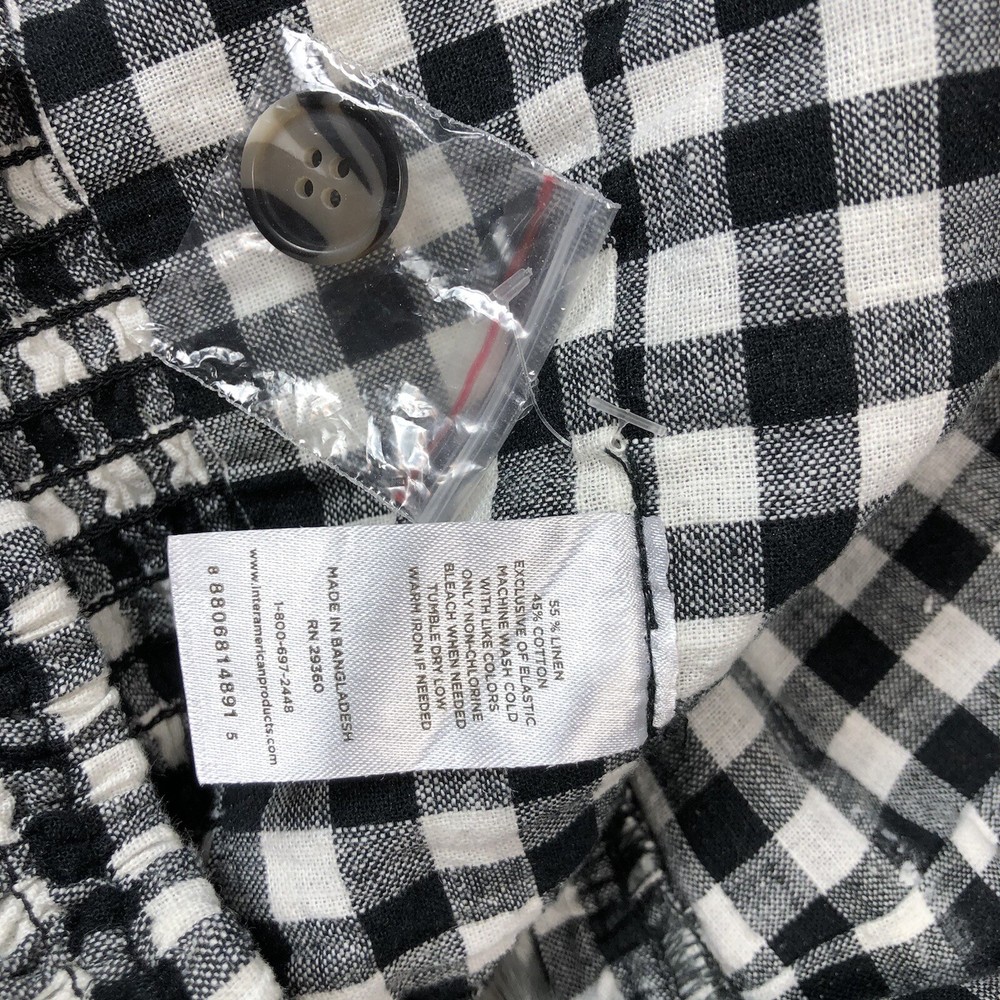 55 % LINEN
45% COTTON
EXCLUSIVE OF ELASTIC
MACHINE WASH COLD
WITH LIKE COLORS
ONLY NON-CHLORINE
BLEACH WHEN NEEDED
TUMBLE DRY LOW
WARM IRON IF NEEDED
MADE IN BANGLADESH
RN 29360
1-800-697-2448
www.interamericanproducts.com
8 88068 14891 5